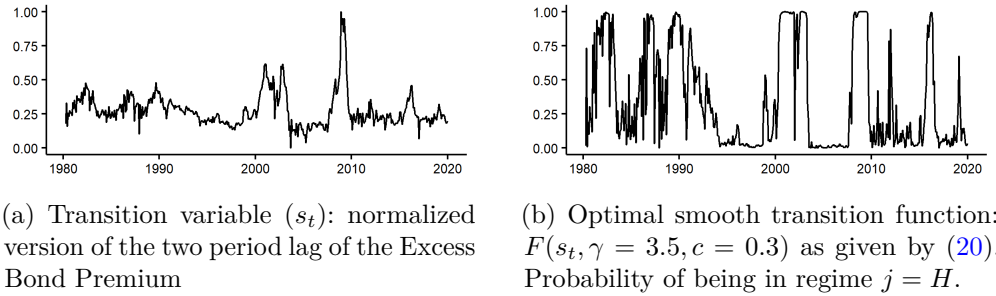 1.00
0.75
0.50
0.25
0.00
1980 1990 2000 2010 2020
1.00
0.75
0.50
0.25
0.00
1980 1990 2000 2010 2020
(a) Transition variable (s_t): normalized
version of the two period lag of the Excess
Bond Premium
(b) Optimal smooth transition function:
F(s_t, γ = 3.5, c = 0.3) as given by (20).
Probability of being in regime j = H.